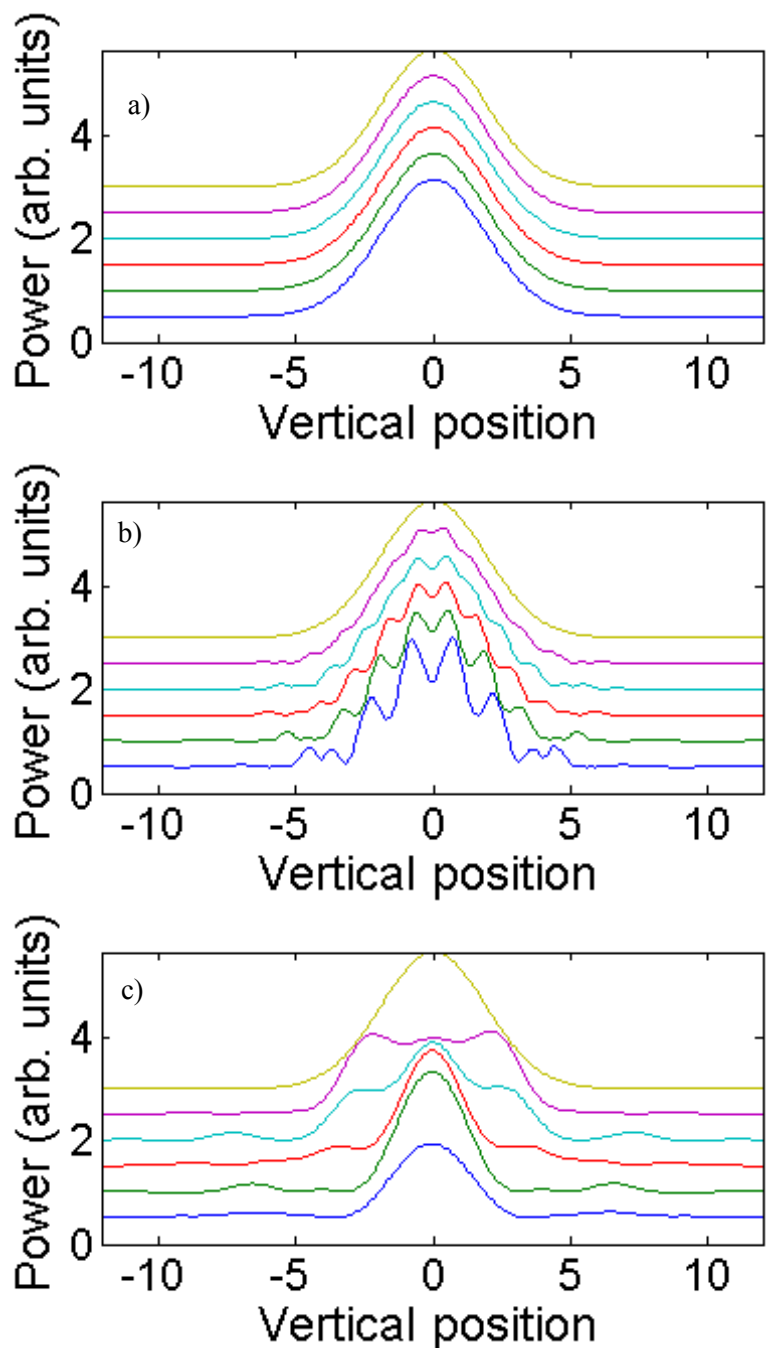 a)
Power (arb. units)
4
2
0
-10 -5 0 5 10
Vertical position
b)
Power (arb. units)
4
2
0
-10 -5 0 5 10
Vertical position
c)
Power (arb. units)
4
2
0
-10 -5 0 5 10
Vertical position